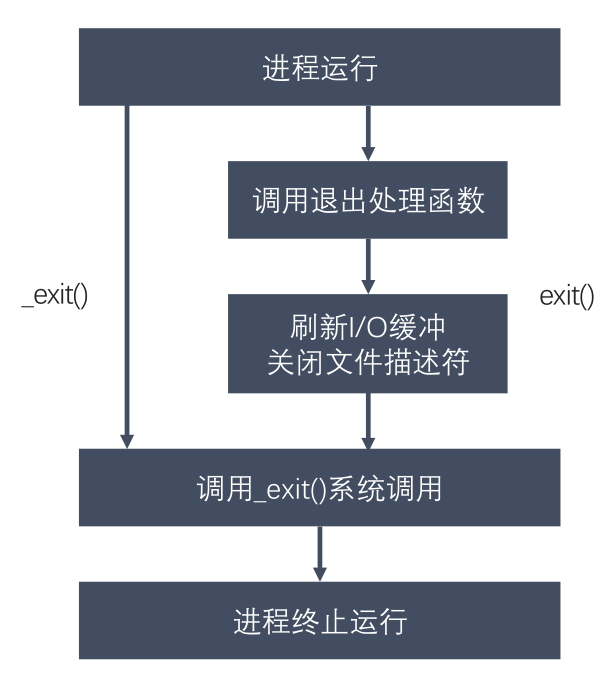 进程运行
调用退出处理函数
_exit()
exit()
刷新I/O缓冲
关闭文件描述符
调用_exit()系统调用
进程终止运行